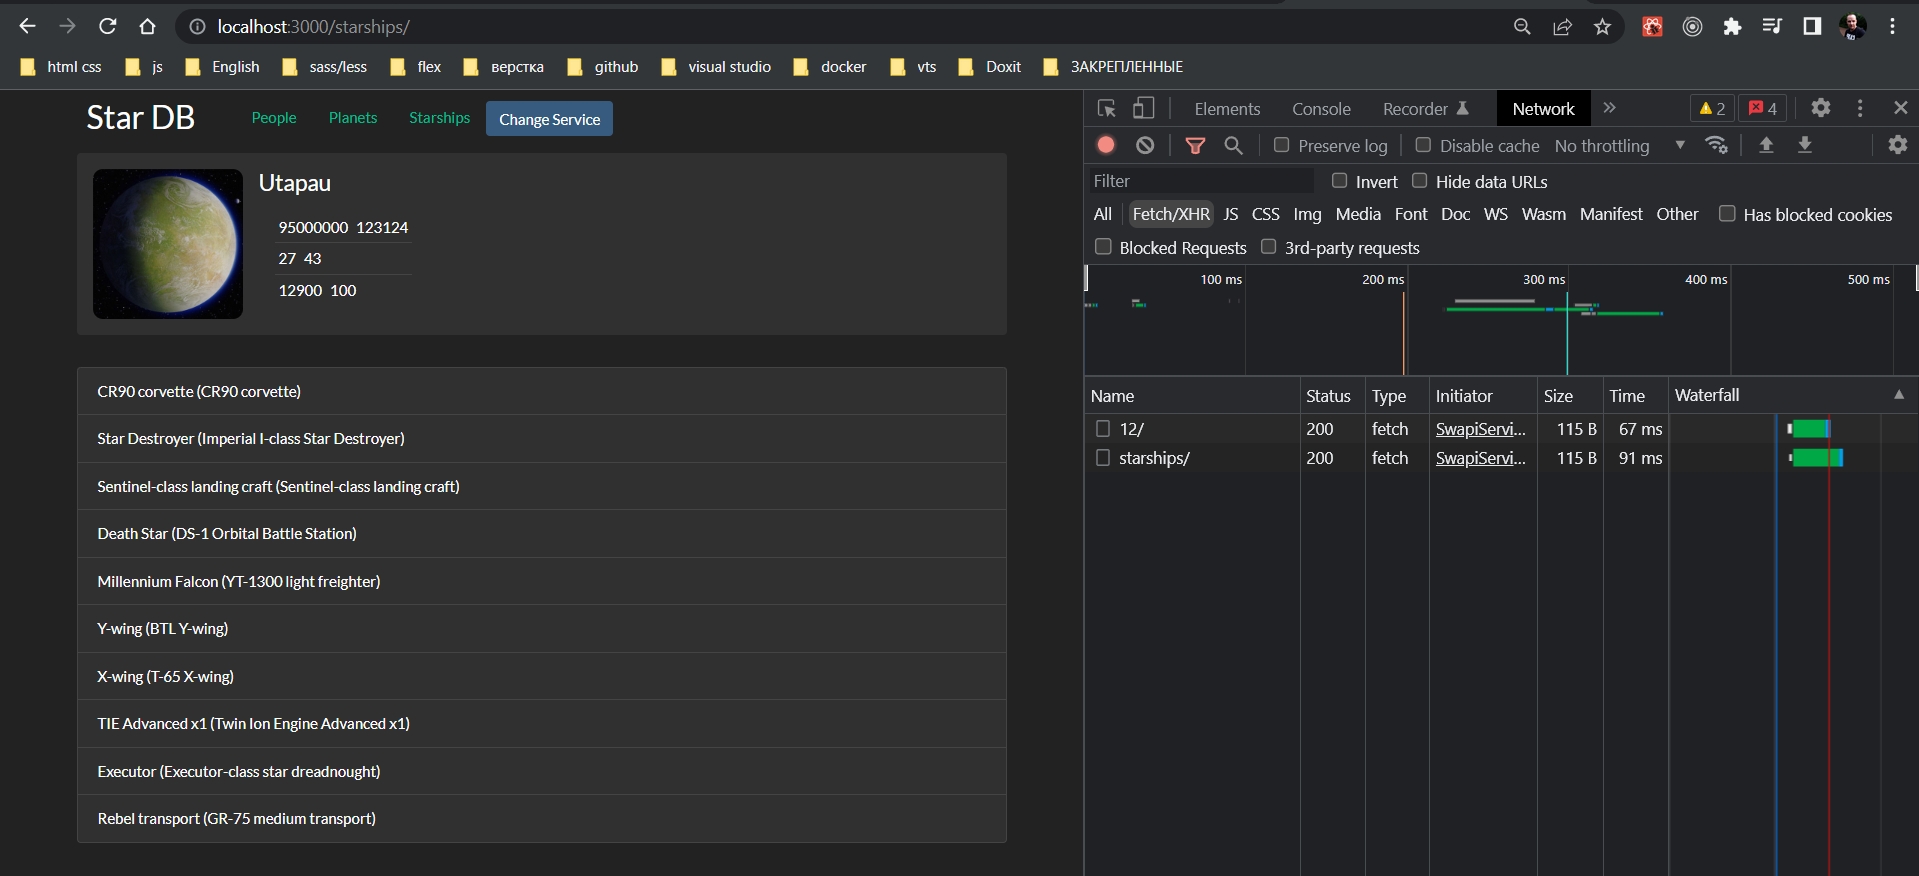 localhost:3000/starships/
html css js English sass/less flex верстка github visual studio docker vts Doxit ЗАКРЕПЛЕННЫЕ
Star DB People Planets Starships Change Service
Utapau
95000000 123124
27 43
12900 100
CR90 corvette (CR90 corvette)
Star Destroyer (Imperial I-class Star Destroyer)
Sentinel-class landing craft (Sentinel-class landing craft)
Death Star (DS-1 Orbital Battle Station)
Millennium Falcon (YT-1300 light freighter)
Y-wing (BTL Y-wing)
X-wing (T-65 X-wing)
TIE Advanced x1 (Twin Ion Engine Advanced x1)
Executor (Executor-class star dreadnought)
Rebel transport (GR-75 medium transport)
Elements Console Recorder Network 2 4
Preserve log Disable cache No throttling
Filter Invert Hide data URLs
All Fetch/XHR JS CSS Img Media Font Doc WS Wasm Manifest Other Has blocked cookies
Blocked Requests 3rd-party requests
100 ms 200 ms 300 ms 400 ms 500 ms
Name Status Type Initiator Size Time Waterfall
12/ 200 fetch SwapiServi... 115 B 67 ms
starships/ 200 fetch SwapiServi... 115 B 91 ms